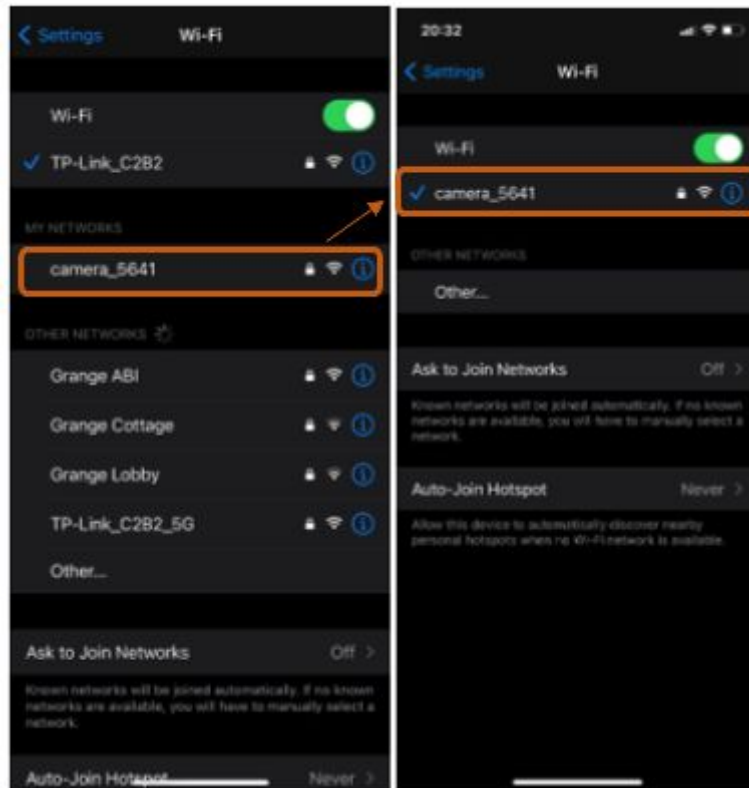 Settings
Wi-Fi
Wi-Fi
TP-Link_C2B2
MY NETWORKS
camera_5641
OTHER NETWORKS
Grange ABI
Grange Cottage
Grange Lobby
TP-Link_C2B2_5G
Other...
Ask to Join Networks Off
Known networks will be joined automatically. If no known
networks are available, you will have to manually select a
network.
Auto-Join Hotspot Never
20:32
Settings
Wi-Fi
Wi-Fi
camera_5641
OTHER NETWORKS
Other...
Ask to Join Networks Off
Known networks will be joined automatically. If no known
networks are available, you will have to manually select a
network.
Auto-Join Hotspot Never
Allow this device to automatically discover nearby
personal hotspots when no Wi-Fi network is available.